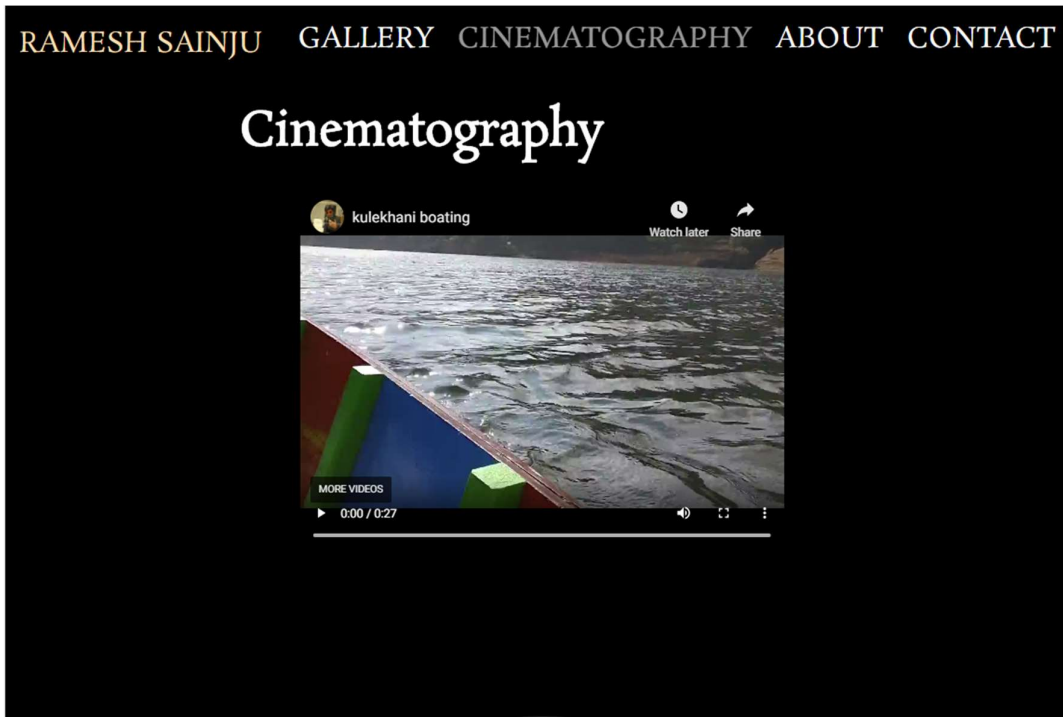 RAMESH SAINJU GALLERY CINEMATOGRAPHY ABOUT CONTACT
Cinematography
kulekhani boating
Watch later Share
MORE VIDEOS
0:00 / 0:27